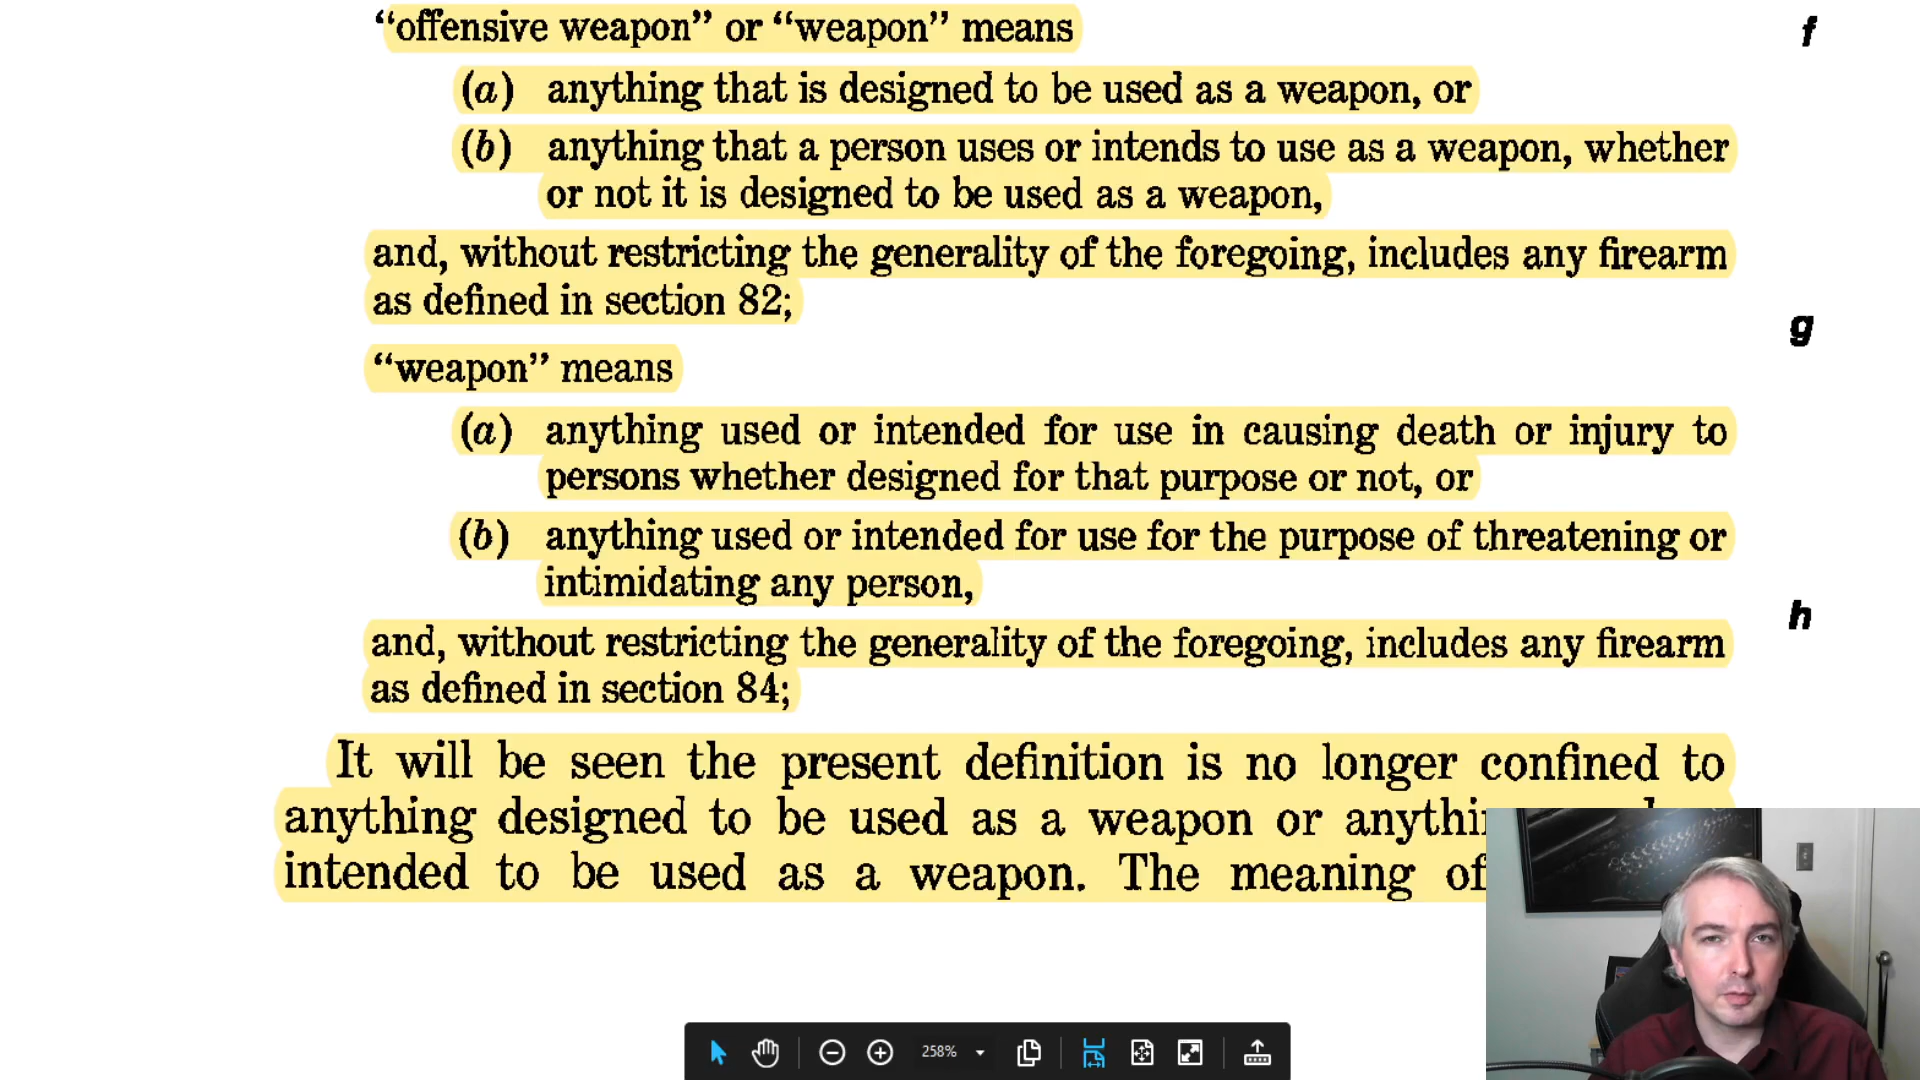 “offensive weapon” or “weapon” means
f
(a) anything that is designed to be used as a weapon, or
(b) anything that a person uses or intends to use as a weapon, whether
or not it is designed to be used as a weapon,
and, without restricting the generality of the foregoing, includes any firearm
as defined in section 82;
g
“weapon” means
(a) anything used or intended for use in causing death or injury to
persons whether designed for that purpose or not, or
(b) anything used or intended for use for the purpose of threatening or
intimidating any person,
h
and, without restricting the generality of the foregoing, includes any firearm
as defined in section 84;
It will be seen the present definition is no longer confined to
anything designed to be used as a weapon or
intended to be used as a weapon. The meaning of
258%